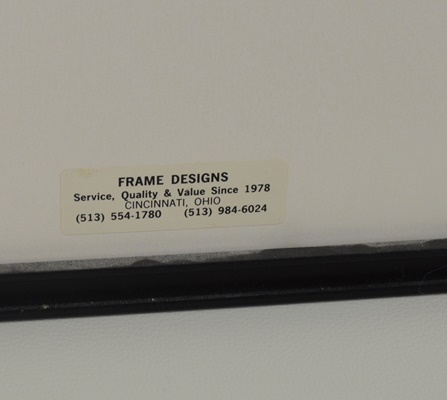 FRAME DESIGNS
Service, Quality & Value Since 1978
CINCINNATI, OHIO
(513) 554-1780 (513) 984-6024